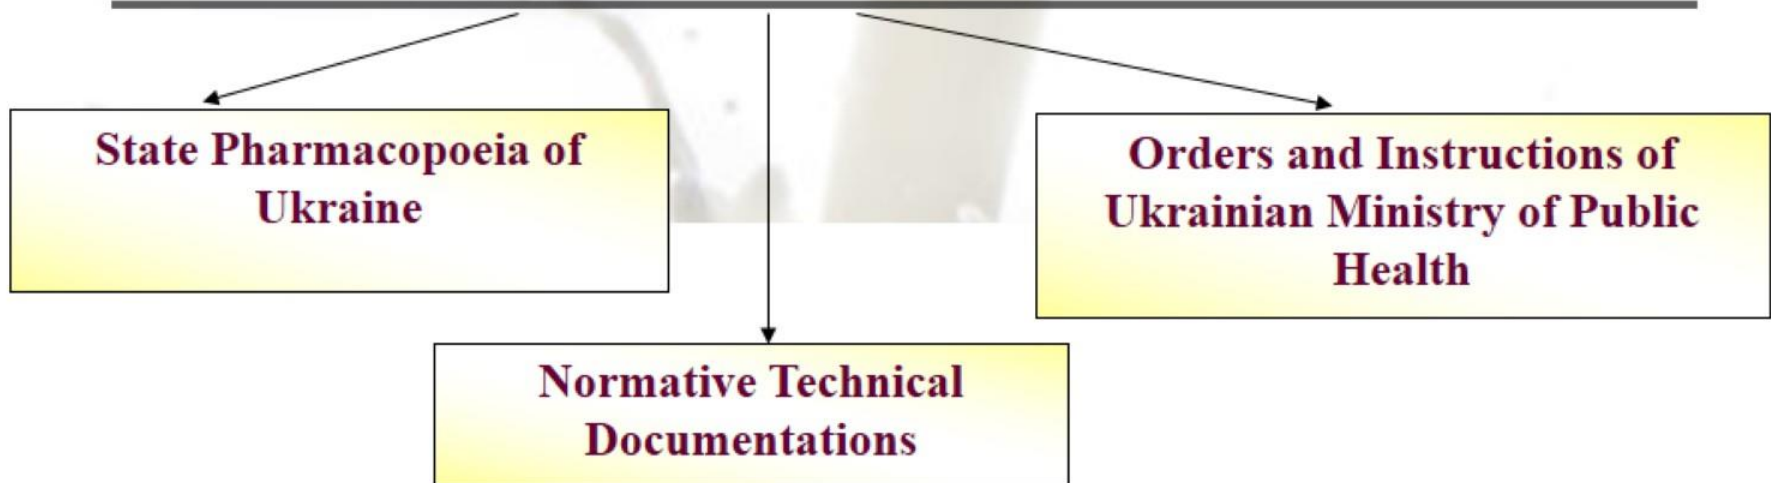 State Pharmacopoeia of
Ukraine
Orders and Instructions of
Ukrainian Ministry of Public
Health
Normative Technical
Documentations